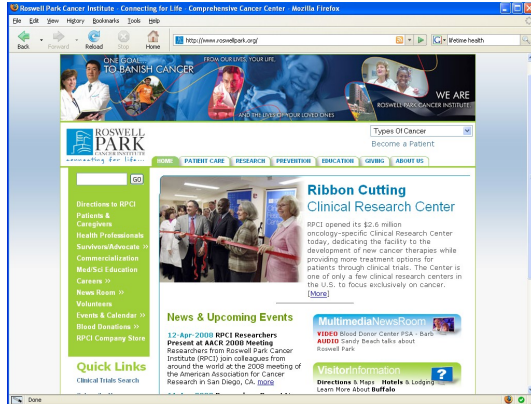 Roswell Park Cancer Institute - Connecting for Life - Comprehensive Cancer Center - Mozilla Firefox
File Edit View History Bookmarks Tools Help
Back Forward Reload Stop Home http://www.roswellpark.org/ lifetime health
ONE GOAL...
TO BANISH CANCER
FROM OUR LIVES, YOUR LIFE,
AND THE LIVES OF YOUR LOVED ONES
WE ARE
ROSWELL PARK CANCER INSTITUTE
ROSWELL
PARK
CANCER INSTITUTE
connecting for life...
Types Of Cancer
Become a Patient
HOME PATIENT CARE RESEARCH PREVENTION EDUCATION GIVING ABOUT US
GO
Directions to RPCI
Patients &
Caregivers
Health Professionals
Survivors/Advocate >>
Commercialization
Med/Sci Education
Careers >>
News Room >>
Volunteers
Events & Calendar >>
Blood Donations >>
RPCI Company Store
Quick Links
Clinical Trials Search
Ribbon Cutting
Clinical Research Center
RPCI opened its $2.6 million
oncology-specific Clinical Research Center
today, dedicating the facility to the
development of new cancer therapies while
providing more treatment options for
patients through clinical trials. The Center is
one of only a few clinical research centers in
the U.S. to focus exclusively on cancer.
[More]
News & Upcoming Events
12-Apr-2008 RPCI Researchers
Present at AACR 2008 Meeting
Researchers from Roswell Park Cancer
Institute (RPCI) join colleagues from
around the world at the 2008 meeting of
the American Association for Cancer
Research in San Diego, CA. more
MultimediaNewsRoom
VIDEO Blood Donor Center PSA - Barb
AUDIO Sandy Beach talks about
Roswell Park
VisitorInformation
Directions & Maps Hotels & Lodging
Learn More About Buffalo
Done